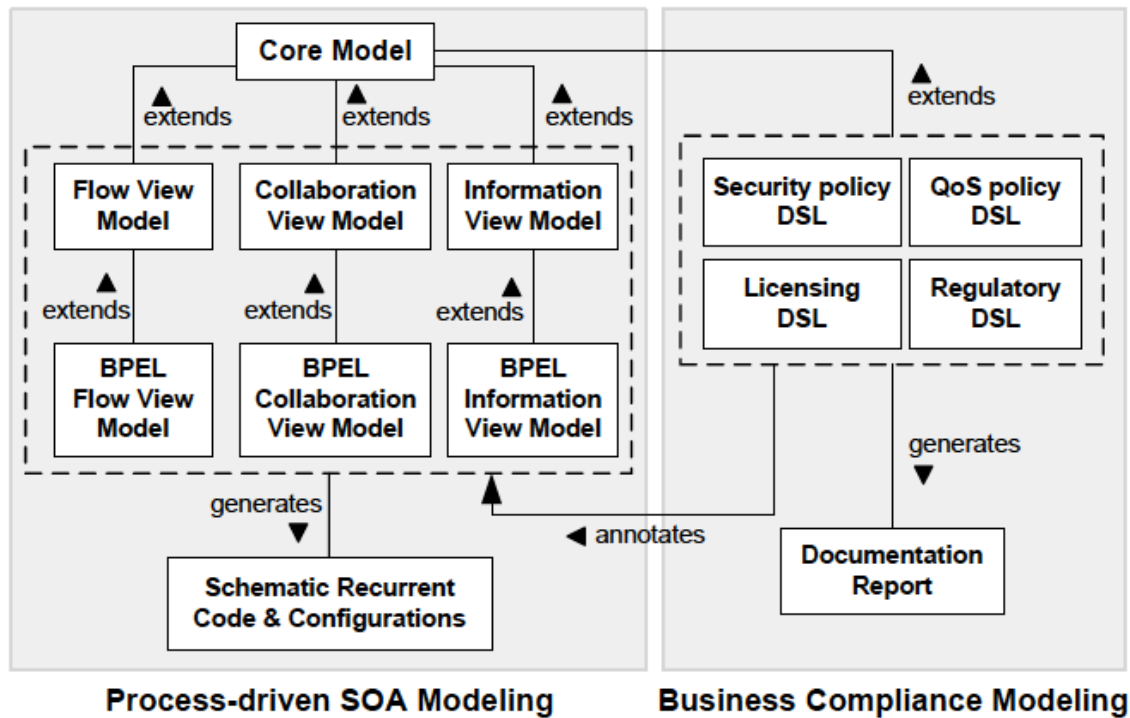 Core Model
extends
extends
extends
extends
Flow View
Model
Collaboration
View Model
Information
View Model
Security policy
DSL
QoS policy
DSL
Licensing
DSL
Regulatory
DSL
extends
extends
extends
BPEL
Flow View
Model
BPEL
Collaboration
View Model
BPEL
Information
View Model
generates
generates
annotates
Schematic Recurrent
Code & Configurations
Documentation
Report
Process-driven SOA Modeling
Business Compliance Modeling